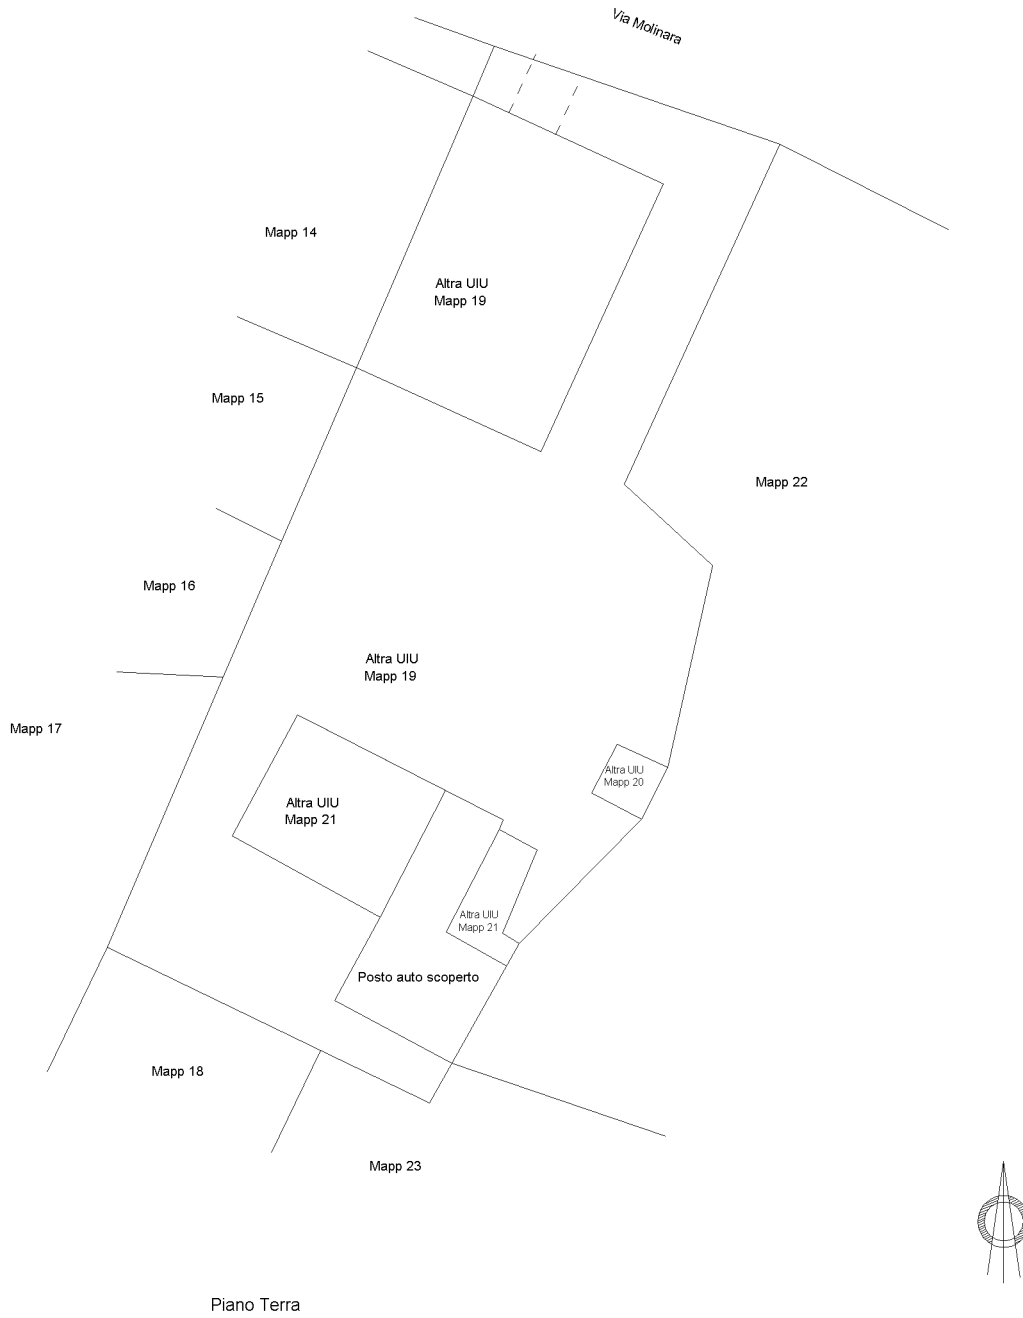 Via Molinara
Mapp 14
Altra UIU
Mapp 19
Mapp 15
Mapp 22
Mapp 16
Altra UIU
Mapp 19
Mapp 17
Altra UIU
Mapp 20
Altra UIU
Mapp 21
Altra UIU
Mapp 21
Posto auto scoperto
Mapp 18
Mapp 23
Piano Terra